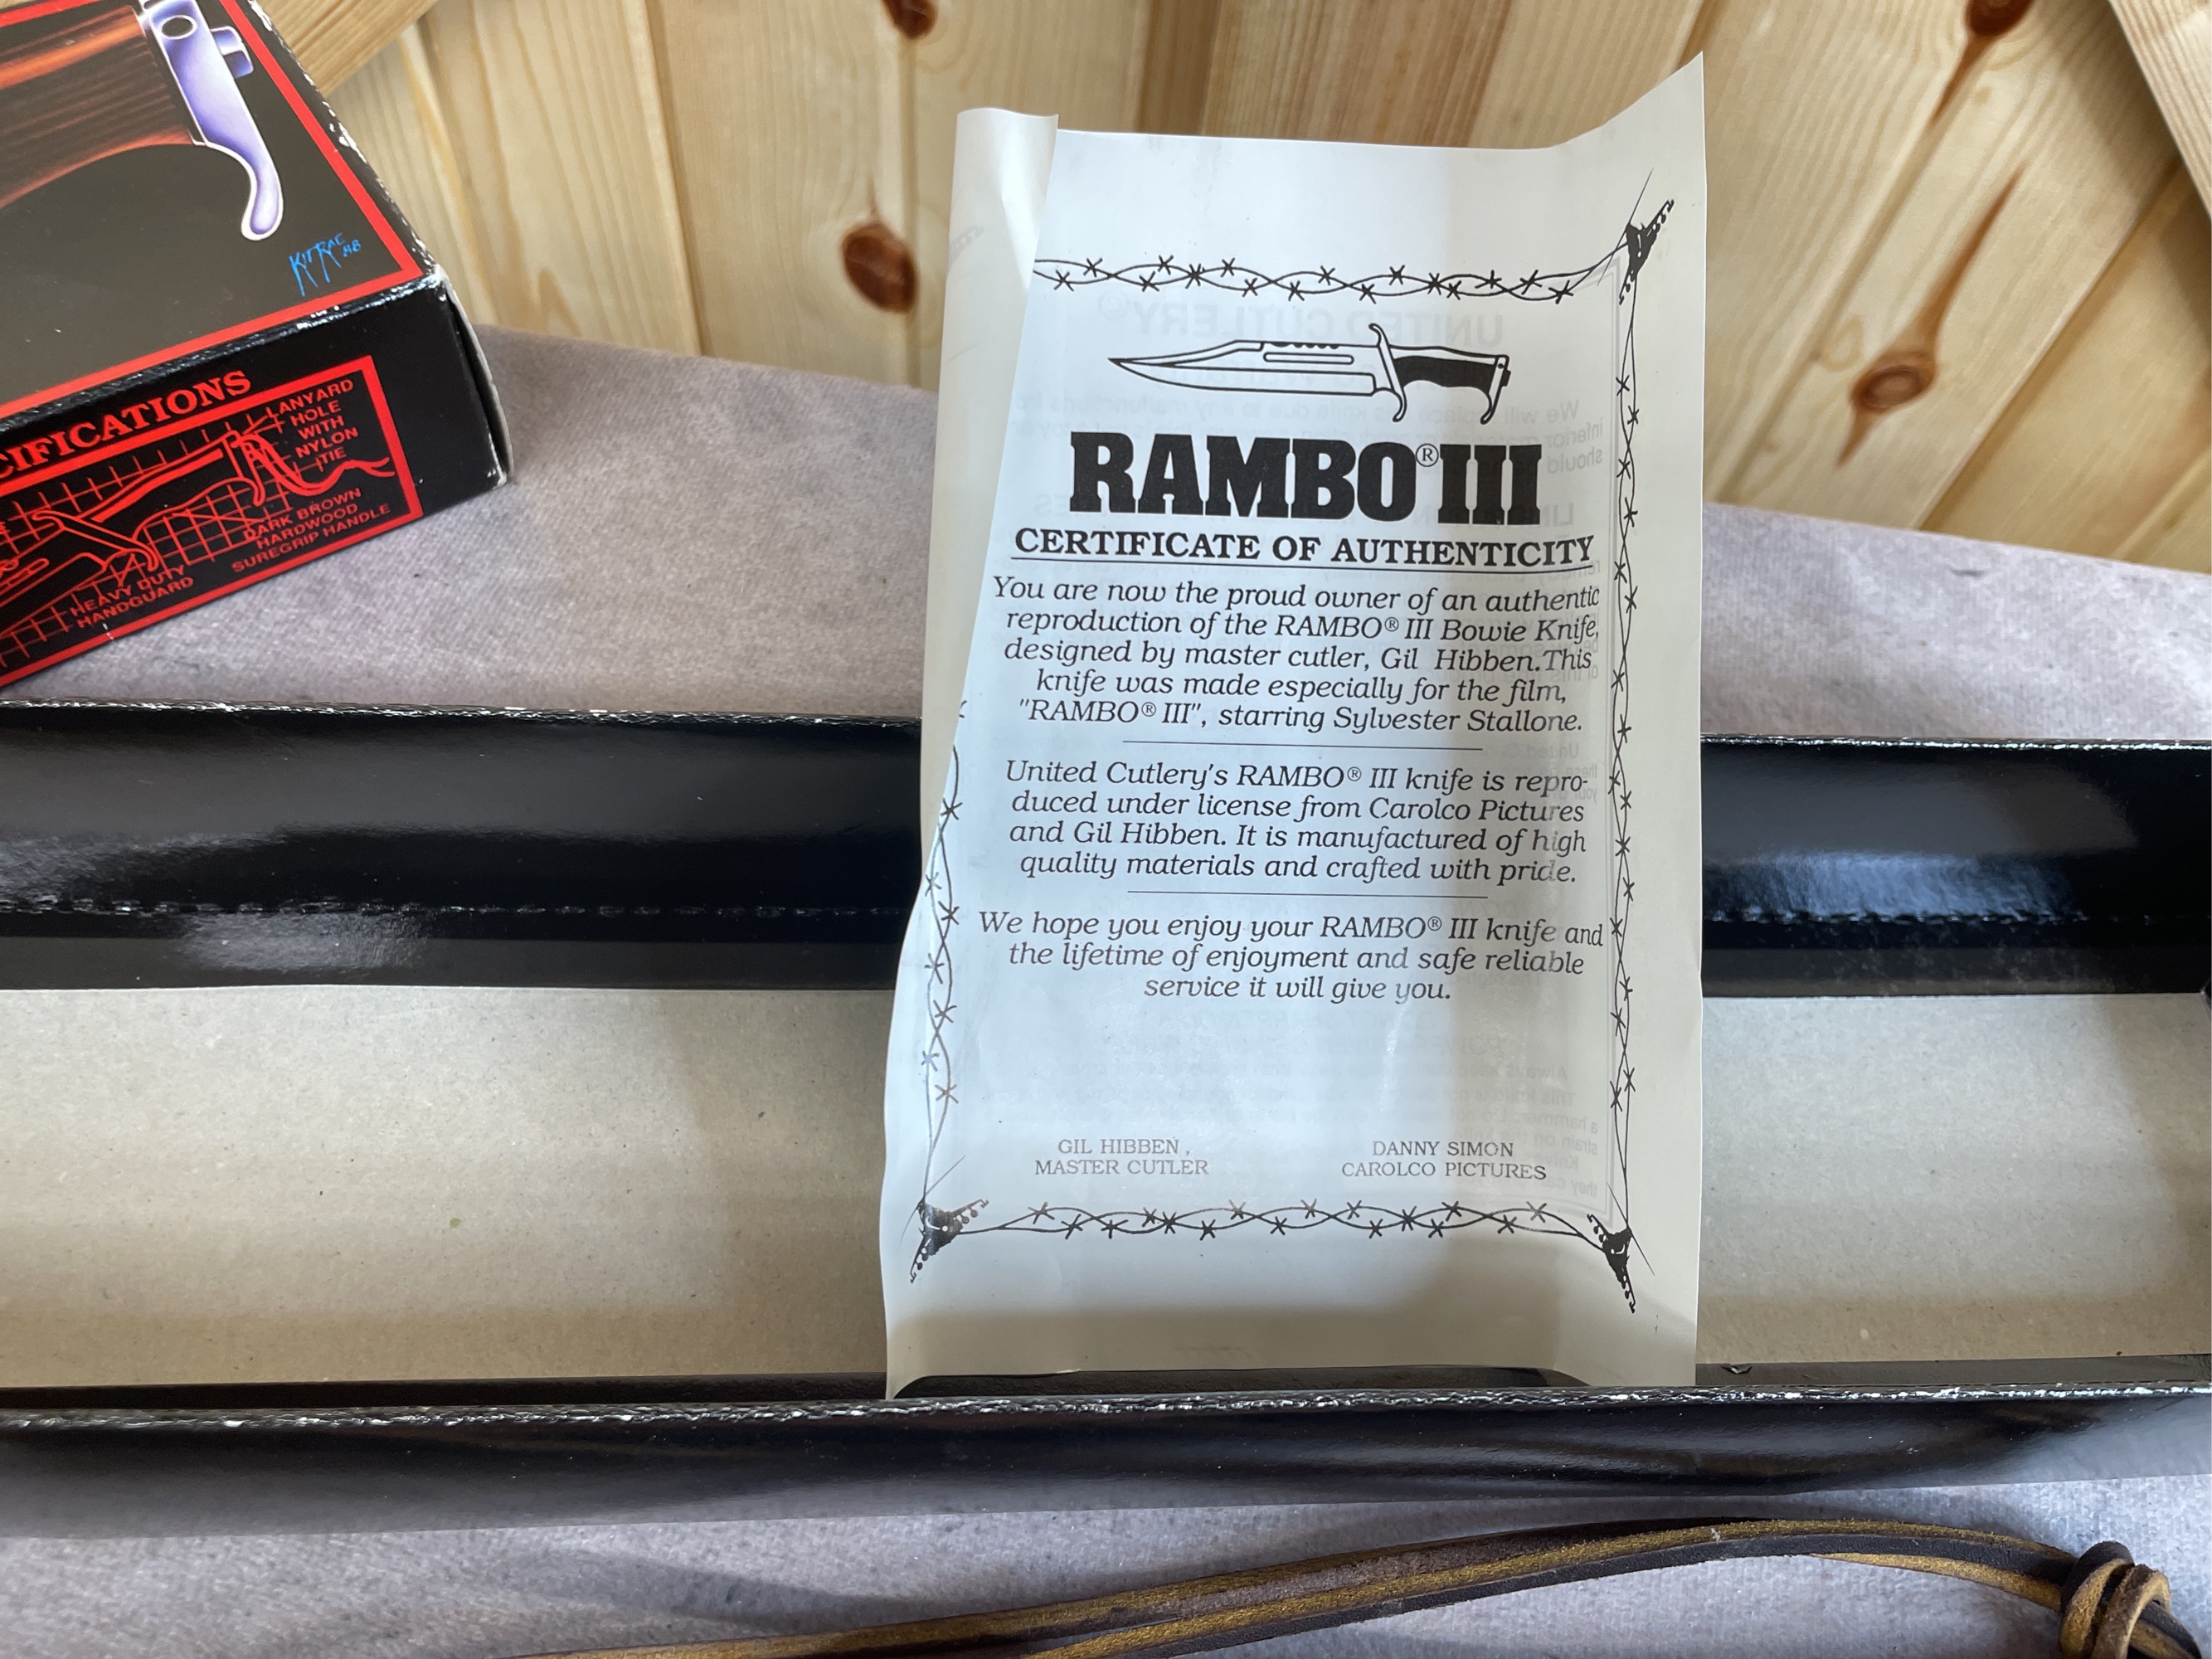 KIT RAE '88
CIFICATIONS
LANYARD
HOLE
WITH
NYLON
TIE
DARK BROWN
HARDWOOD
SUREGRIP HANDLE
HEAVY DUTY
HANDGUARD
UNITED CUTLERY®
RAMBO® III
CERTIFICATE OF AUTHENTICITY
You are now the proud owner of an authentic
reproduction of the RAMBO® III Bowie Knife,
designed by master cutler, Gil Hibben.This
knife was made especially for the film,
"RAMBO® III", starring Sylvester Stallone.
United Cutlery's RAMBO® III knife is repro-
duced under license from Carolco Pictures
and Gil Hibben. It is manufactured of high
quality materials and crafted with pride.
We hope you enjoy your RAMBO® III knife and
the lifetime of enjoyment and safe reliable
service it will give you.
GIL HIBBEN,
MASTER CUTLER
DANNY SIMON
CAROLCO PICTURES